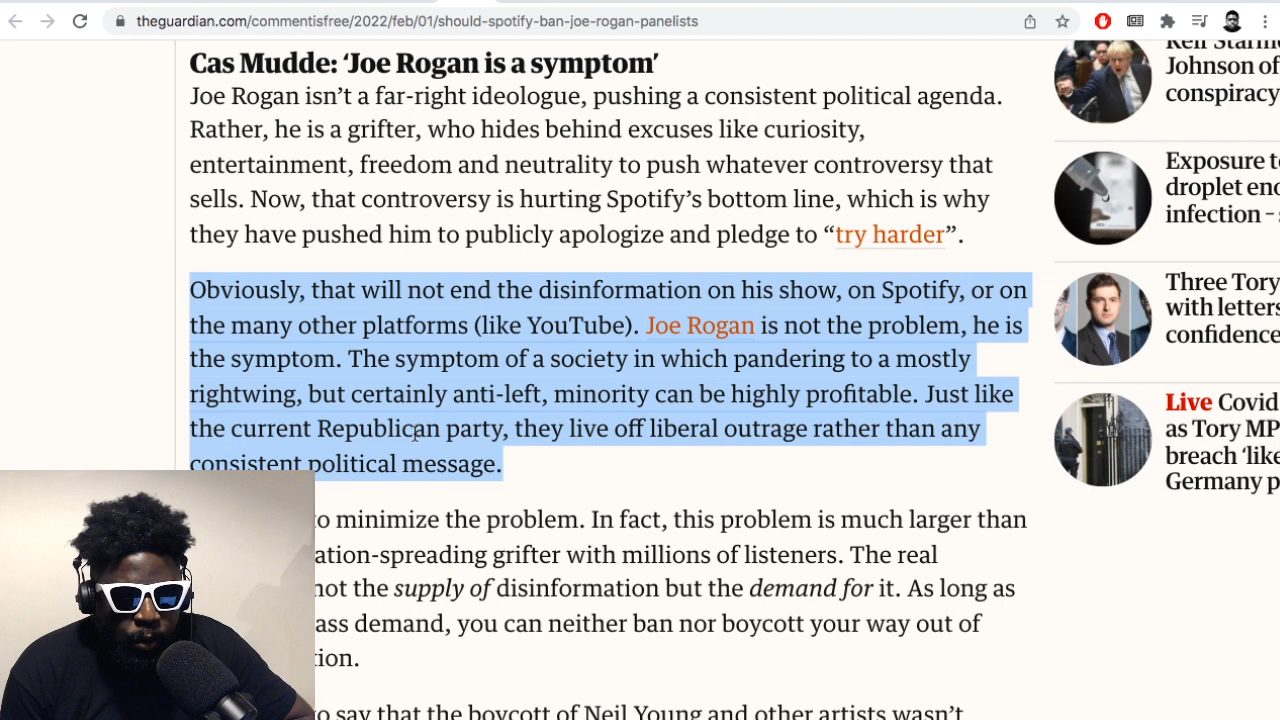 theguardian.com/commentisfree/2022/feb/01/should-spotify-ban-joe-rogan-panelists
Cas Mudde: ‘Joe Rogan is a symptom’
Joe Rogan isn’t a far-right ideologue, pushing a consistent political agenda.
Rather, he is a grifter, who hides behind excuses like curiosity,
entertainment, freedom and neutrality to push whatever controversy that
sells. Now, that controversy is hurting Spotify’s bottom line, which is why
they have pushed him to publicly apologize and pledge to “try harder”.
Obviously, that will not end the disinformation on his show, on Spotify, or on
the many other platforms (like YouTube). Joe Rogan is not the problem, he is
the symptom. The symptom of a society in which pandering to a mostly
rightwing, but certainly anti-left, minority can be highly profitable. Just like
the current Republican party, they live off liberal outrage rather than any
consistent political message.
to minimize the problem. In fact, this problem is much larger than
ation-spreading grifter with millions of listeners. The real
not the supply of disinformation but the demand for it. As long as
ass demand, you can neither ban nor boycott your way out of
tion.
to say that the boycott of Neil Young and other artists wasn’t
Keir Starm
Johnson of
conspiracy
Exposure to
droplet eno
infection –
Three Tory
with letters
confidence
Live Covid
as Tory MP
breach ‘like
Germany p